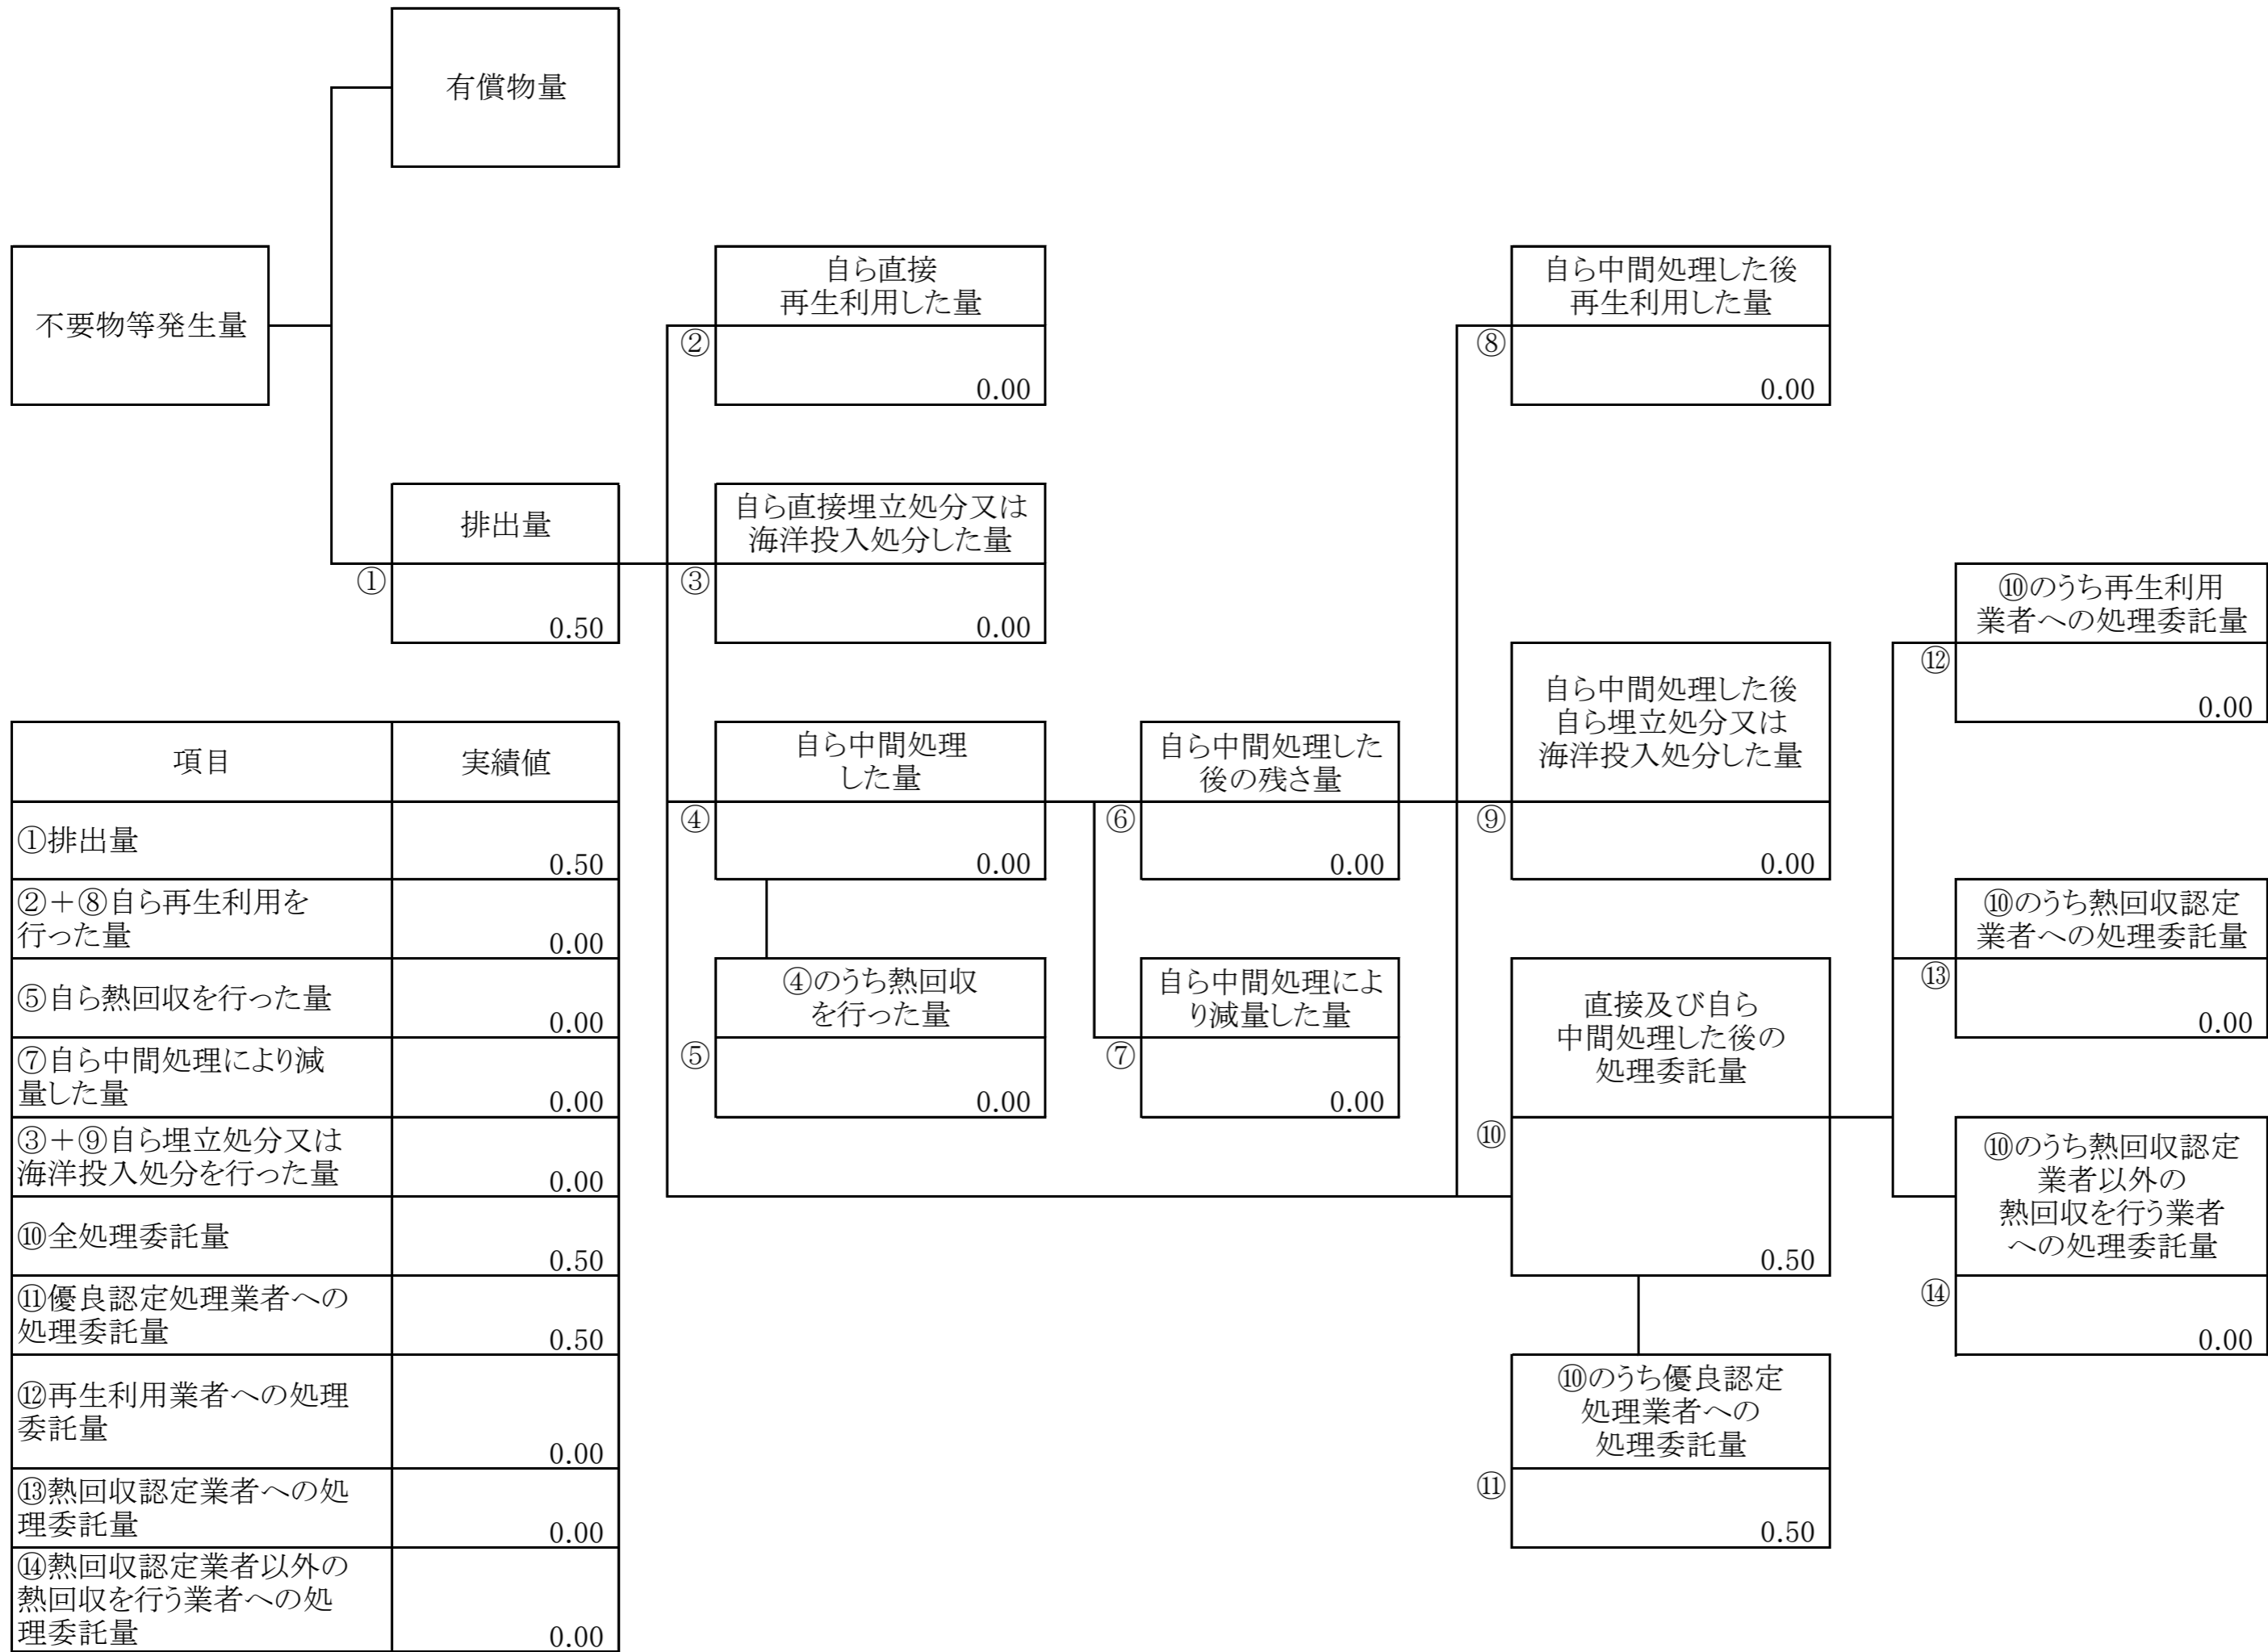 有償物量
不要物等発生量
自ら直接
再生利用した量
②
0.00
自ら中間処理した後
再生利用した量
⑧
0.00
排出量
①
0.50
自ら直接埋立処分又は
海洋投入処分した量
③
0.00
⑩のうち再生利用
業者への処理委託量
⑫
0.00
自ら中間処理
した量
④
0.00
自ら中間処理した
後の残さ量
⑥
0.00
自ら中間処理した後
自ら埋立処分又は
海洋投入処分した量
⑨
0.00
⑩のうち熱回収認定
業者への処理委託量
⑬
0.00
④のうち熱回収
を行った量
⑤
0.00
自ら中間処理によ
り減量した量
⑦
0.00
直接及び自ら
中間処理した後の
処理委託量
⑩
0.50
⑩のうち熱回収認定
業者以外の
熱回収を行う業者
への処理委託量
⑭
0.00
⑩のうち優良認定
処理業者への
処理委託量
⑪
0.50
項目 実績値
①排出量
0.50
②＋⑧自ら再生利用を
行った量
0.00
⑤自ら熱回収を行った量
0.00
⑦自ら中間処理により減
量した量
0.00
③＋⑨自ら埋立処分又は
海洋投入処分を行った量
0.00
⑩全処理委託量
0.50
⑪優良認定処理業者への
処理委託量
0.50
⑫再生利用業者への処理
委託量
0.00
⑬熱回収認定業者への処
理委託量
0.00
⑭熱回収認定業者以外の
熱回収を行う業者への処
理委託量
0.00